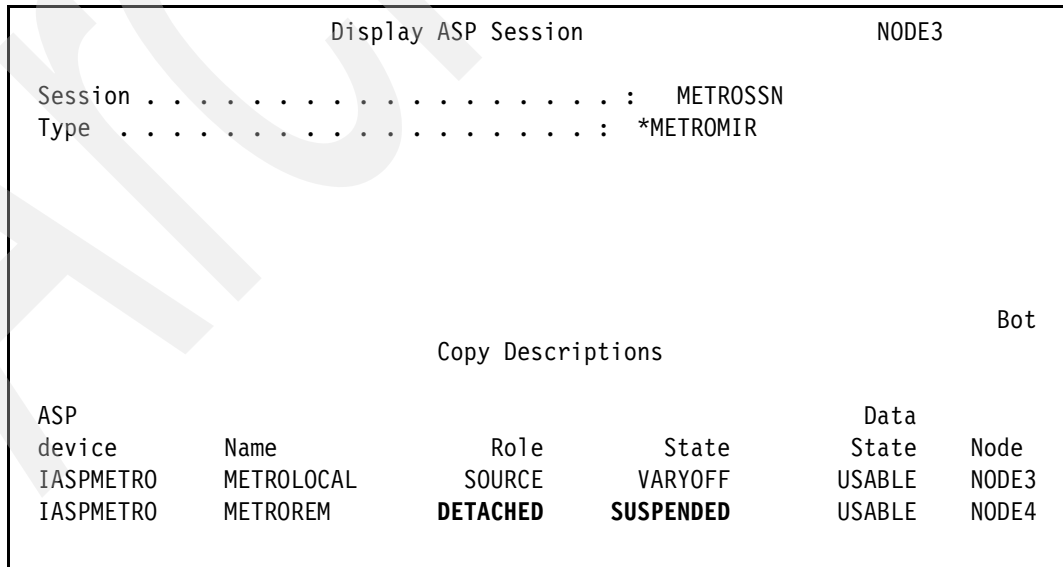 Display ASP Session NODE3
Session . . . . . . . . . . . . . . . . . . : METROSSN
Type . . . . . . . . . . . . . . . . . . : *METROMIR
Bot
Copy Descriptions
ASP Data
device Name Role State State Node
IASPMETRO METROLOCAL SOURCE VARYOFF USABLE NODE3
IASPMETRO METROREM DETACHED SUSPENDED USABLE NODE4